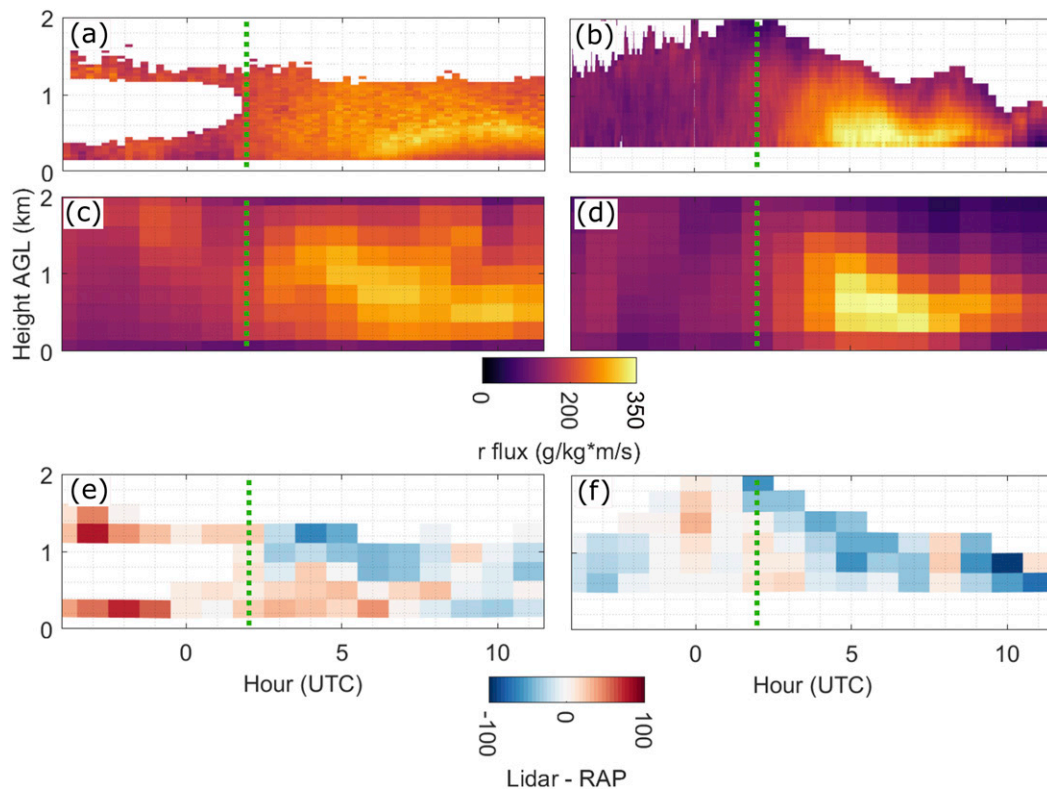 (a) (b)
2
1
0
(c) (d)
2
1
0
Height AGL (km)
0 200 350
r flux (g/kg*m/s)
(e) (f)
2
1
0
0 5 10 0 5 10
Hour (UTC) Hour (UTC)
-100 0 100
Lidar - RAP